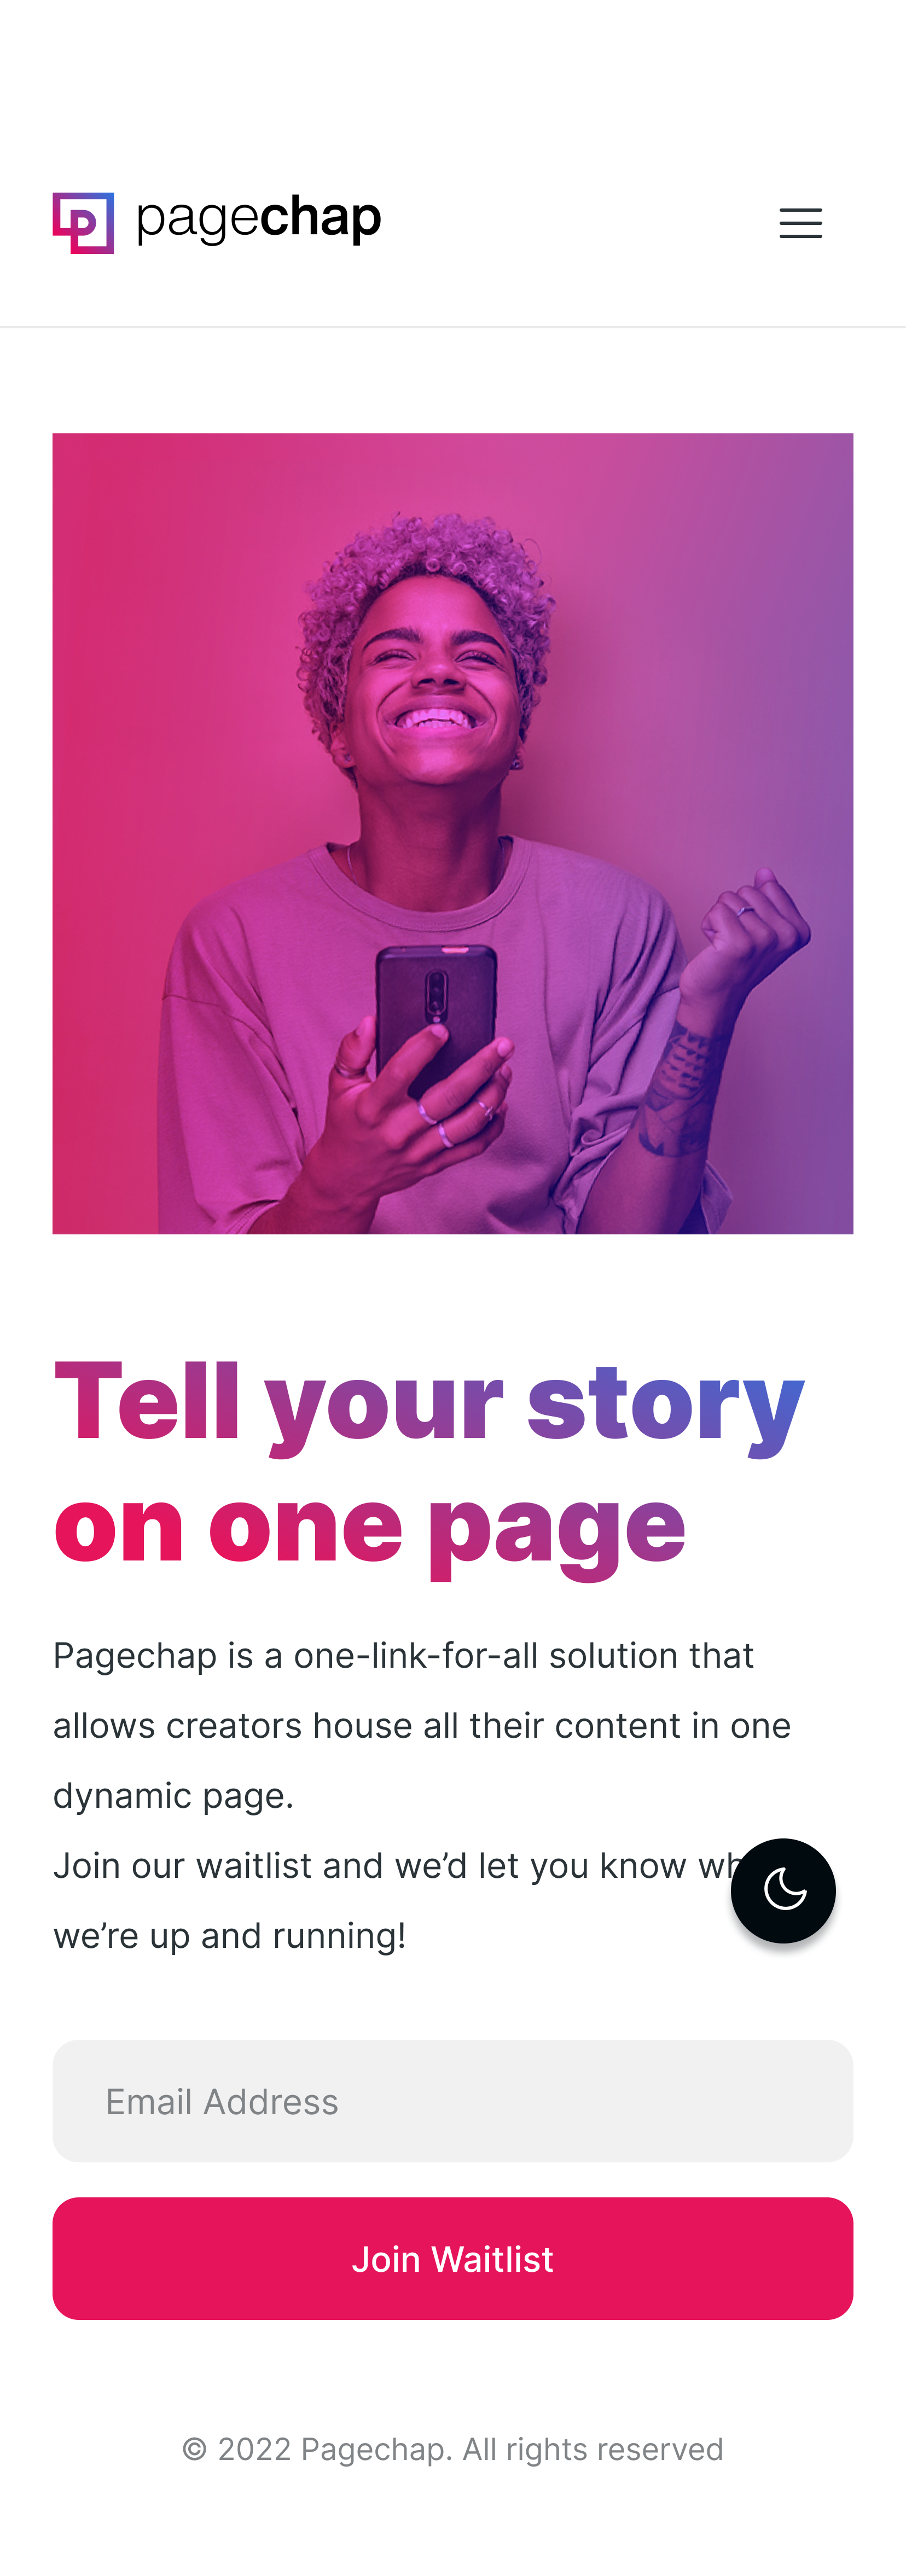 pagechap
Tell your story
on one page
Pagechap is a one-link-for-all solution that
allows creators house all their content in one
dynamic page.
Join our waitlist and we’d let you know
we’re up and running!
Email Address
Join Waitlist
© 2022 Pagechap. All rights reserved